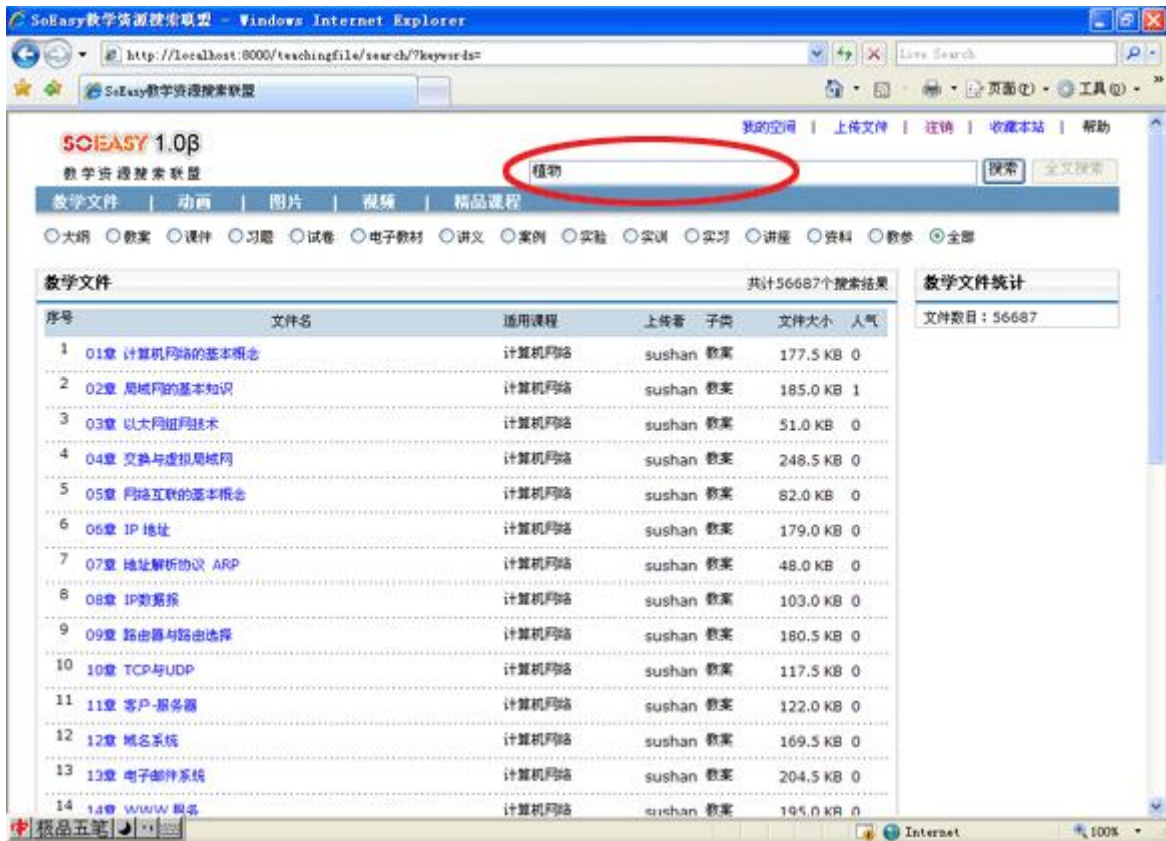 SoEasy教学资源搜索联盟 - Windows Internet Explorer
http://localhost:8000/teachingfile/search/?keywords=
Live Search
SoEasy教学资源搜索联盟
页面(P) 工具(O)
我的空间 | 上传文件 | 注销 | 收藏本站 | 帮助
SOEASY 1.0β
教学资源搜索联盟
植物 搜索 全文搜索
教学文件 | 动画 | 图片 | 视频 | 精品课程
大纲 教案 课件 习题 试卷 电子教材 讲义 案例 实验 实训 实习 讲座 资料 教参 全部
教学文件 共计56687个搜索结果 教学文件统计
序号 文件名 适用课程 上传者 子类 文件大小 人气 文件数目：56687
1 01章 计算机网络的基本概念 计算机网络 sushan 教案 177.5 KB 0
2 02章 局域网的基本知识 计算机网络 sushan 教案 185.0 KB 1
3 03章 以太网组网技术 计算机网络 sushan 教案 51.0 KB 0
4 04章 交换与虚拟局域网 计算机网络 sushan 教案 248.5 KB 0
5 05章 网络互联的基本概念 计算机网络 sushan 教案 82.0 KB 0
6 06章 IP 地址 计算机网络 sushan 教案 179.0 KB 0
7 07章 地址解析协议 ARP 计算机网络 sushan 教案 48.0 KB 0
8 08章 IP数据报 计算机网络 sushan 教案 103.0 KB 0
9 09章 路由器与路由选择 计算机网络 sushan 教案 180.5 KB 0
10 10章 TCP与UDP 计算机网络 sushan 教案 117.5 KB 0
11 11章 客户-服务器 计算机网络 sushan 教案 122.0 KB 0
12 12章 域名系统 计算机网络 sushan 教案 169.5 KB 0
13 13章 电子邮件系统 计算机网络 sushan 教案 204.5 KB 0
14 14章 WWW 服务 计算机网络 sushan 教案 195.0 KB 0
中 极品五笔 Internet 100%